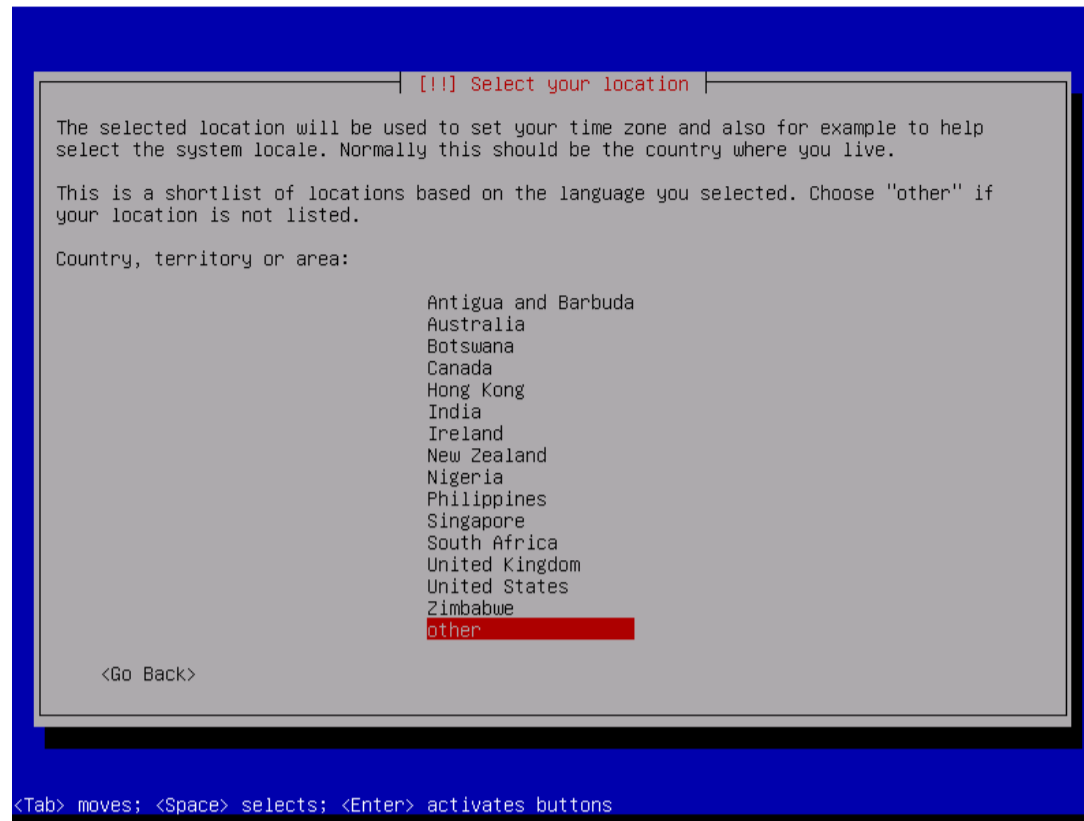 [!!] Select your location
The selected location will be used to set your time zone and also for example to help
select the system locale. Normally this should be the country where you live.
This is a shortlist of locations based on the language you selected. Choose "other" if
your location is not listed.
Country, territory or area:
Antigua and Barbuda
Australia
Botswana
Canada
Hong Kong
India
Ireland
New Zealand
Nigeria
Philippines
Singapore
South Africa
United Kingdom
United States
Zimbabwe
other
<Go Back>
<Tab> moves; <Space> selects; <Enter> activates buttons